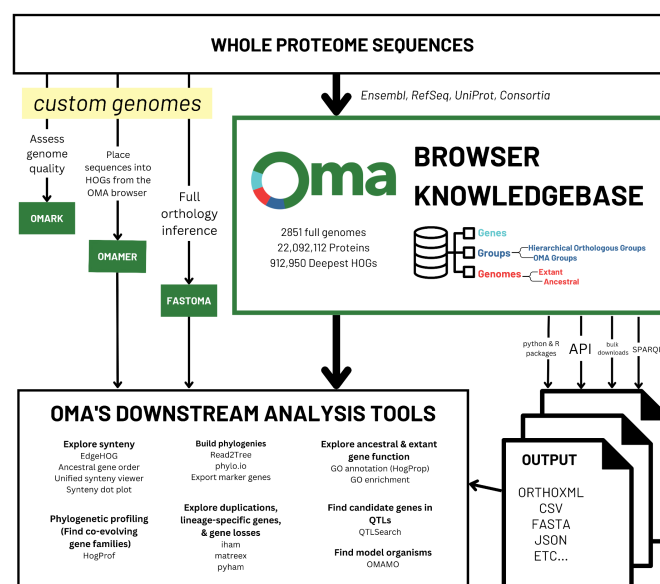 WHOLE PROTEOME SEQUENCES
custom genomes
Ensembl, RefSeq, UniProt, Consortia
Assess
genome
quality
OMARK
Place
sequences into
HOGs from the
OMA browser
OMAMER
Full
orthology
inference
FASTOMA
Oma
BROWSER
KNOWLEDGEBASE
2851 full genomes
22,092,112 Proteins
912,950 Deepest HOGs
Genes
Groups
Hierarchical Orthologous Groups
OMA Groups
Genomes
Extant
Ancestral
python & R
packages
API
bulk
downloads
SPARQL
OMA'S DOWNSTREAM ANALYSIS TOOLS
Explore synteny
EdgeHOG
Ancestral gene order
Unified synteny viewer
Synteny dot plot
Phylogenetic profiling
(Find co-evolving
gene families)
HogProf
Build phylogenies
Read2Tree
phylo.io
Export marker genes
Explore duplications,
lineage-specific genes,
& gene losses
iham
matreex
pyham
Explore ancestral & extant
gene function
GO annotation (HogProp)
GO enrichment
Find candidate genes in
QTLs
QTLSearch
Find model organisms
OMAMO
OUTPUT
ORTHOXML
CSV
FASTA
JSON
ETC...